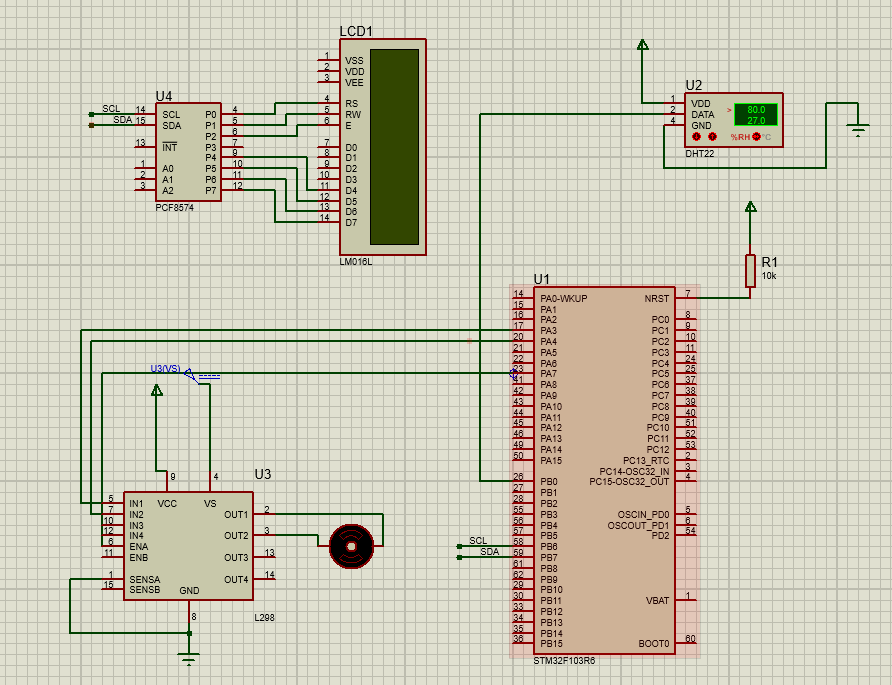 LCD1
LM016L
1 VSS
2 VDD
3 VEE
4 RS
5 RW
6 E
7 D0
8 D1
9 D2
10 D3
11 D4
12 D5
13 D6
14 D7
U4
PCF8574
SCL 14 SCL P0 4
SDA 15 SDA P1 5
P2 6
13 INT P3 7
P4 9
1 A0 P5 10
2 A1 P6 11
3 A2 P7 12
U2
1 VDD
2 DATA
4 GND
> 80.0
27.0
%RH °C
DHT22
R1
10k
U1
14 PA0-WKUP NRST 7
15 PA1
16 PA2 PC0 8
17 PA3 PC1 9
20 PA4 PC2 10
21 PA5 PC3 11
22 PA6 PC4 24
23 PA7 PC5 25
41 PA8 PC6 37
42 PA9 PC7 38
43 PA10 PC8 39
44 PA11 PC9 40
45 PA12 PC10 51
46 PA13 PC11 52
49 PA14 PC12 53
50 PA15 PC13_RTC 2
PC14-OSC32_IN 3
26 PB0 PC15-OSC32_OUT 4
27 PB1
28 PB2
55 PB3 OSCIN_PD0 5
56 PB4 OSCOUT_PD1 6
57 PB5 PD2 54
SCL 58 PB6
SDA 59 PB7
61 PB8
62 PB9
29 PB10
30 PB11 VBAT 1
33 PB12
34 PB13
35 PB14
36 PB15 BOOT0 60
STM32F103R6
U3(VS)
U3
9 4
VCC VS
5 IN1
7 IN2 OUT1 2
10 IN3
12 IN4 OUT2 3
6 ENA
11 ENB OUT3 13
1 SENSA OUT4 14
15 SENSB
GND
8
L298